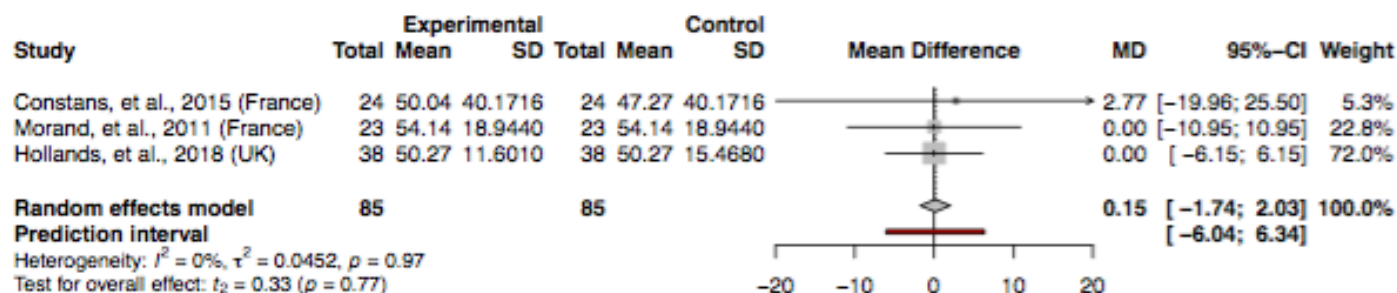 Experimental Control
Study Total Mean SD Total Mean SD Mean Difference MD 95%−CI Weight
Constans, et al., 2015 (France) 24 50.04 40.1716 24 47.27 40.1716 2.77 [−19.96; 25.50] 5.3%
Morand, et al., 2011 (France) 23 54.14 18.9440 23 54.14 18.9440 0.00 [−10.95; 10.95] 22.8%
Hollands, et al., 2018 (UK) 38 50.27 11.6010 38 50.27 15.4680 0.00 [ −6.15; 6.15] 72.0%
Random effects model 85 85 0.15 [ −1.74; 2.03] 100.0%
Prediction interval [ −6.04; 6.34]
Heterogeneity: I² = 0%, τ² = 0.0452, p = 0.97
Test for overall effect: t₂ = 0.33 (p = 0.77)
−20 −10 0 10 20